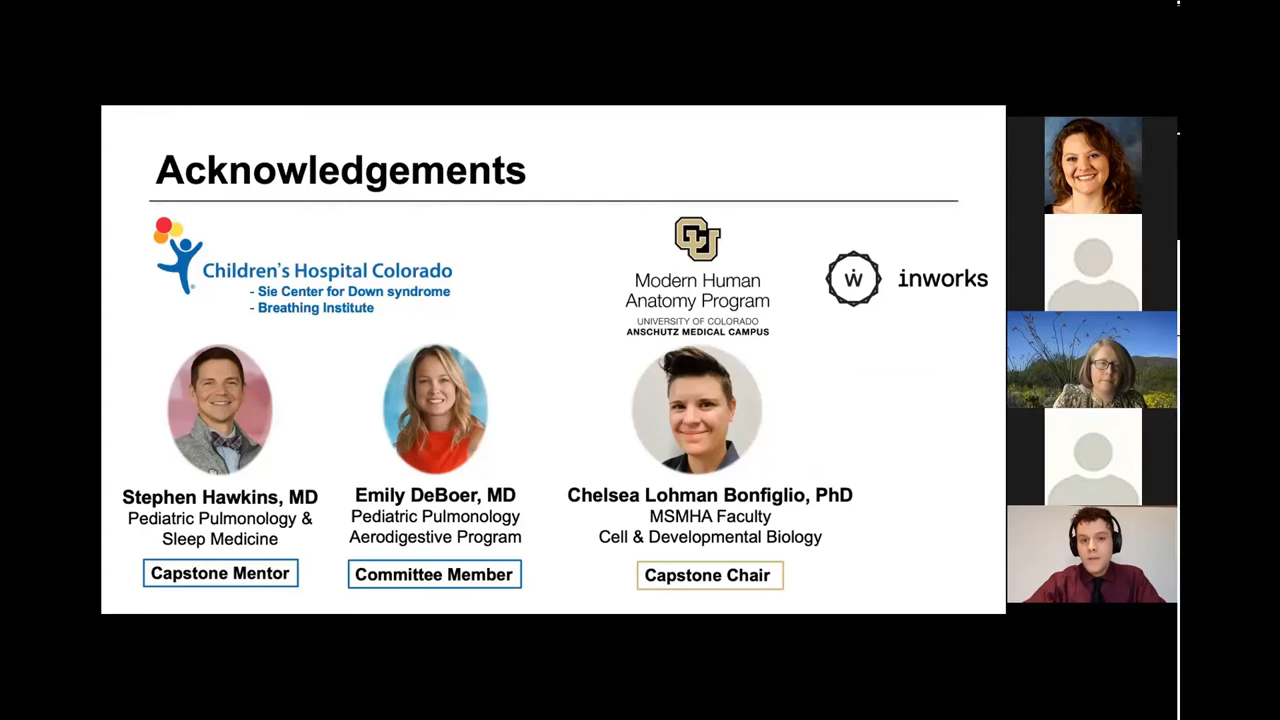 Acknowledgements
Children's Hospital Colorado
- Sie Center for Down syndrome
- Breathing Institute
CU
Modern Human
Anatomy Program
UNIVERSITY OF COLORADO
ANSCHUTZ MEDICAL CAMPUS
w
inworks
Stephen Hawkins, MD
Pediatric Pulmonology &
Sleep Medicine
Capstone Mentor
Emily DeBoer, MD
Pediatric Pulmonology
Aerodigestive Program
Committee Member
Chelsea Lohman Bonfiglio, PhD
MSMHA Faculty
Cell & Developmental Biology
Capstone Chair